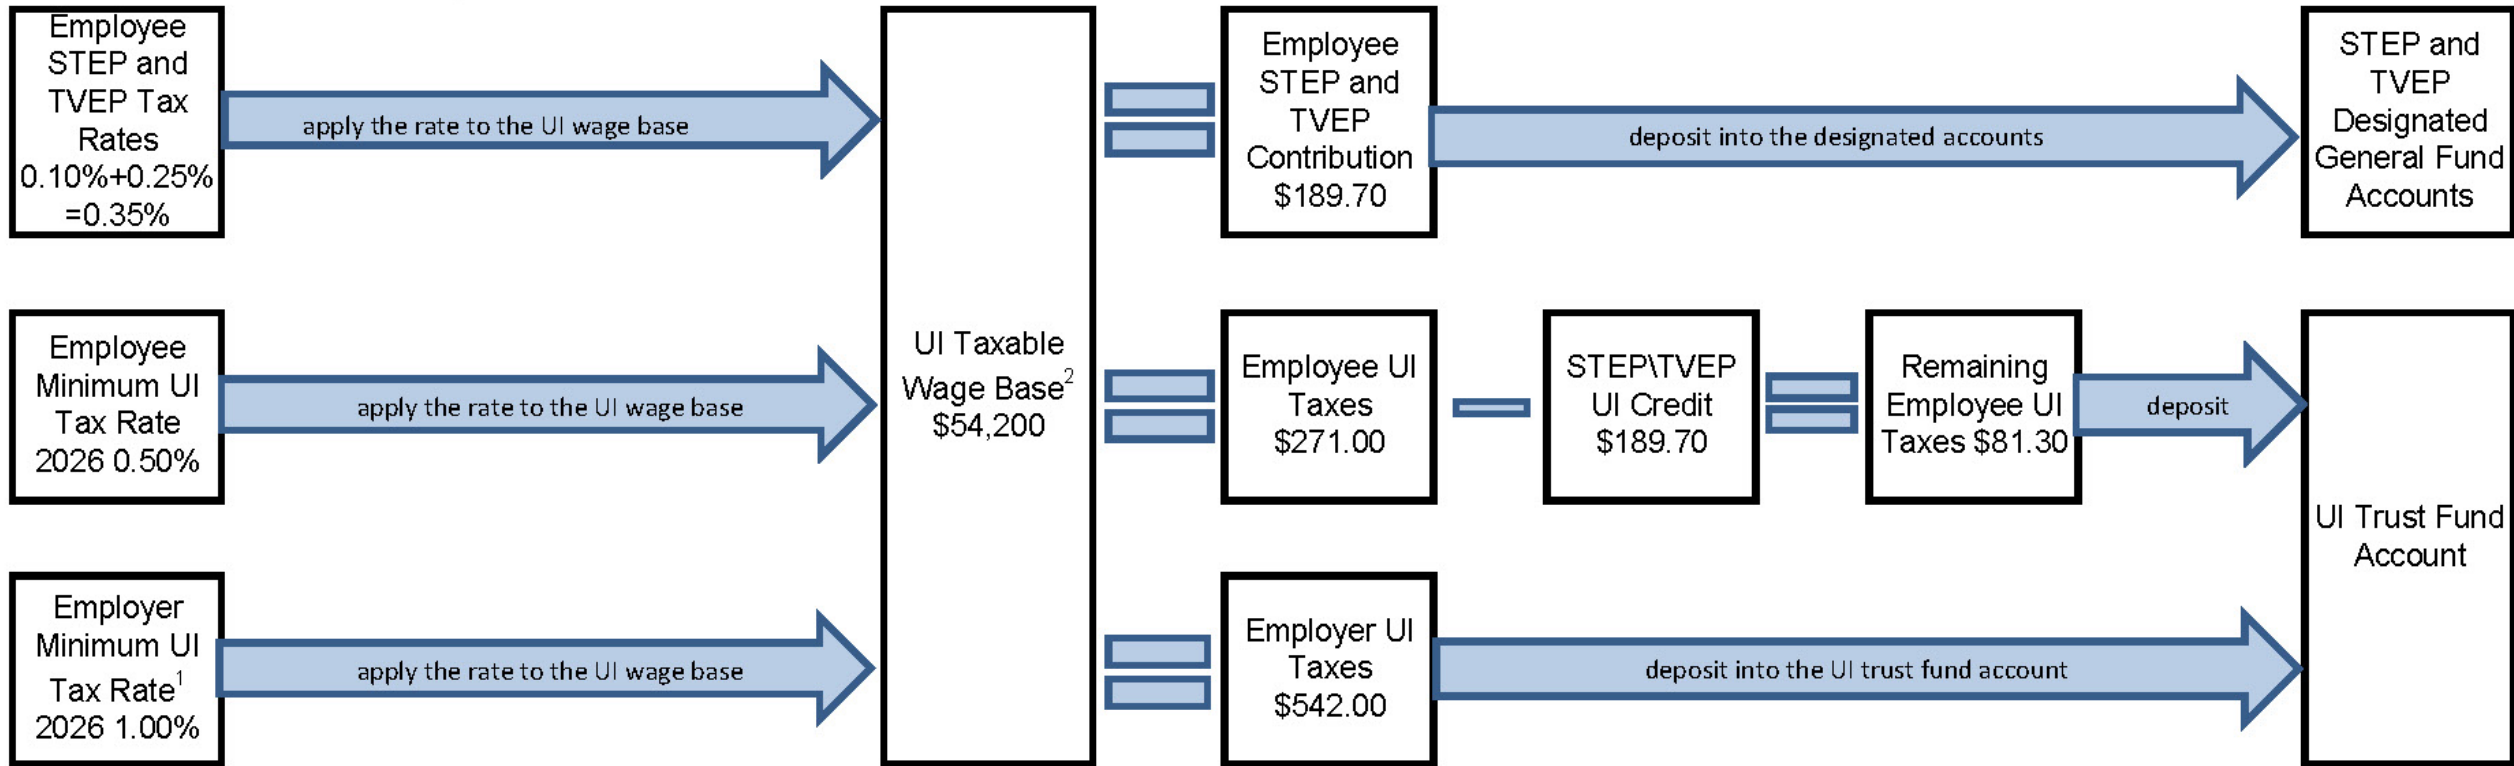 Employee
STEP and
TVEP Tax
Rates
0.10%+0.25%
=0.35%
apply the rate to the UI wage base
Employee
STEP and
TVEP
Contribution
$189.70
deposit into the designated accounts
STEP and
TVEP
Designated
General Fund
Accounts
Employee
Minimum UI
Tax Rate
2026 0.50%
apply the rate to the UI wage base
UI Taxable
Wage Base²
$54,200
Employee UI
Taxes
$271.00
STEP\TVEP
UI Credit
$189.70
Remaining
Employee UI
Taxes $81.30
deposit
UI Trust Fund
Account
Employer
Minimum UI
Tax Rate¹
2026 1.00%
apply the rate to the UI wage base
Employer UI
Taxes
$542.00
deposit into the UI trust fund account